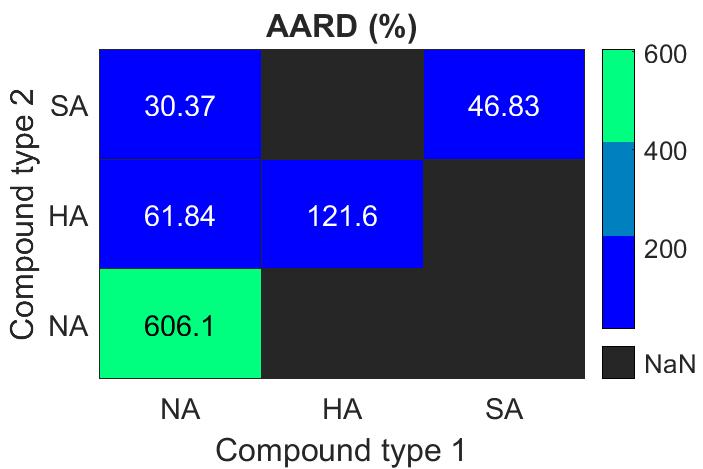 AARD (%)
Compound type 2
SA
30.37
46.83
HA
61.84
121.6
NA
606.1
NA
HA
SA
Compound type 1
600
400
200
NaN